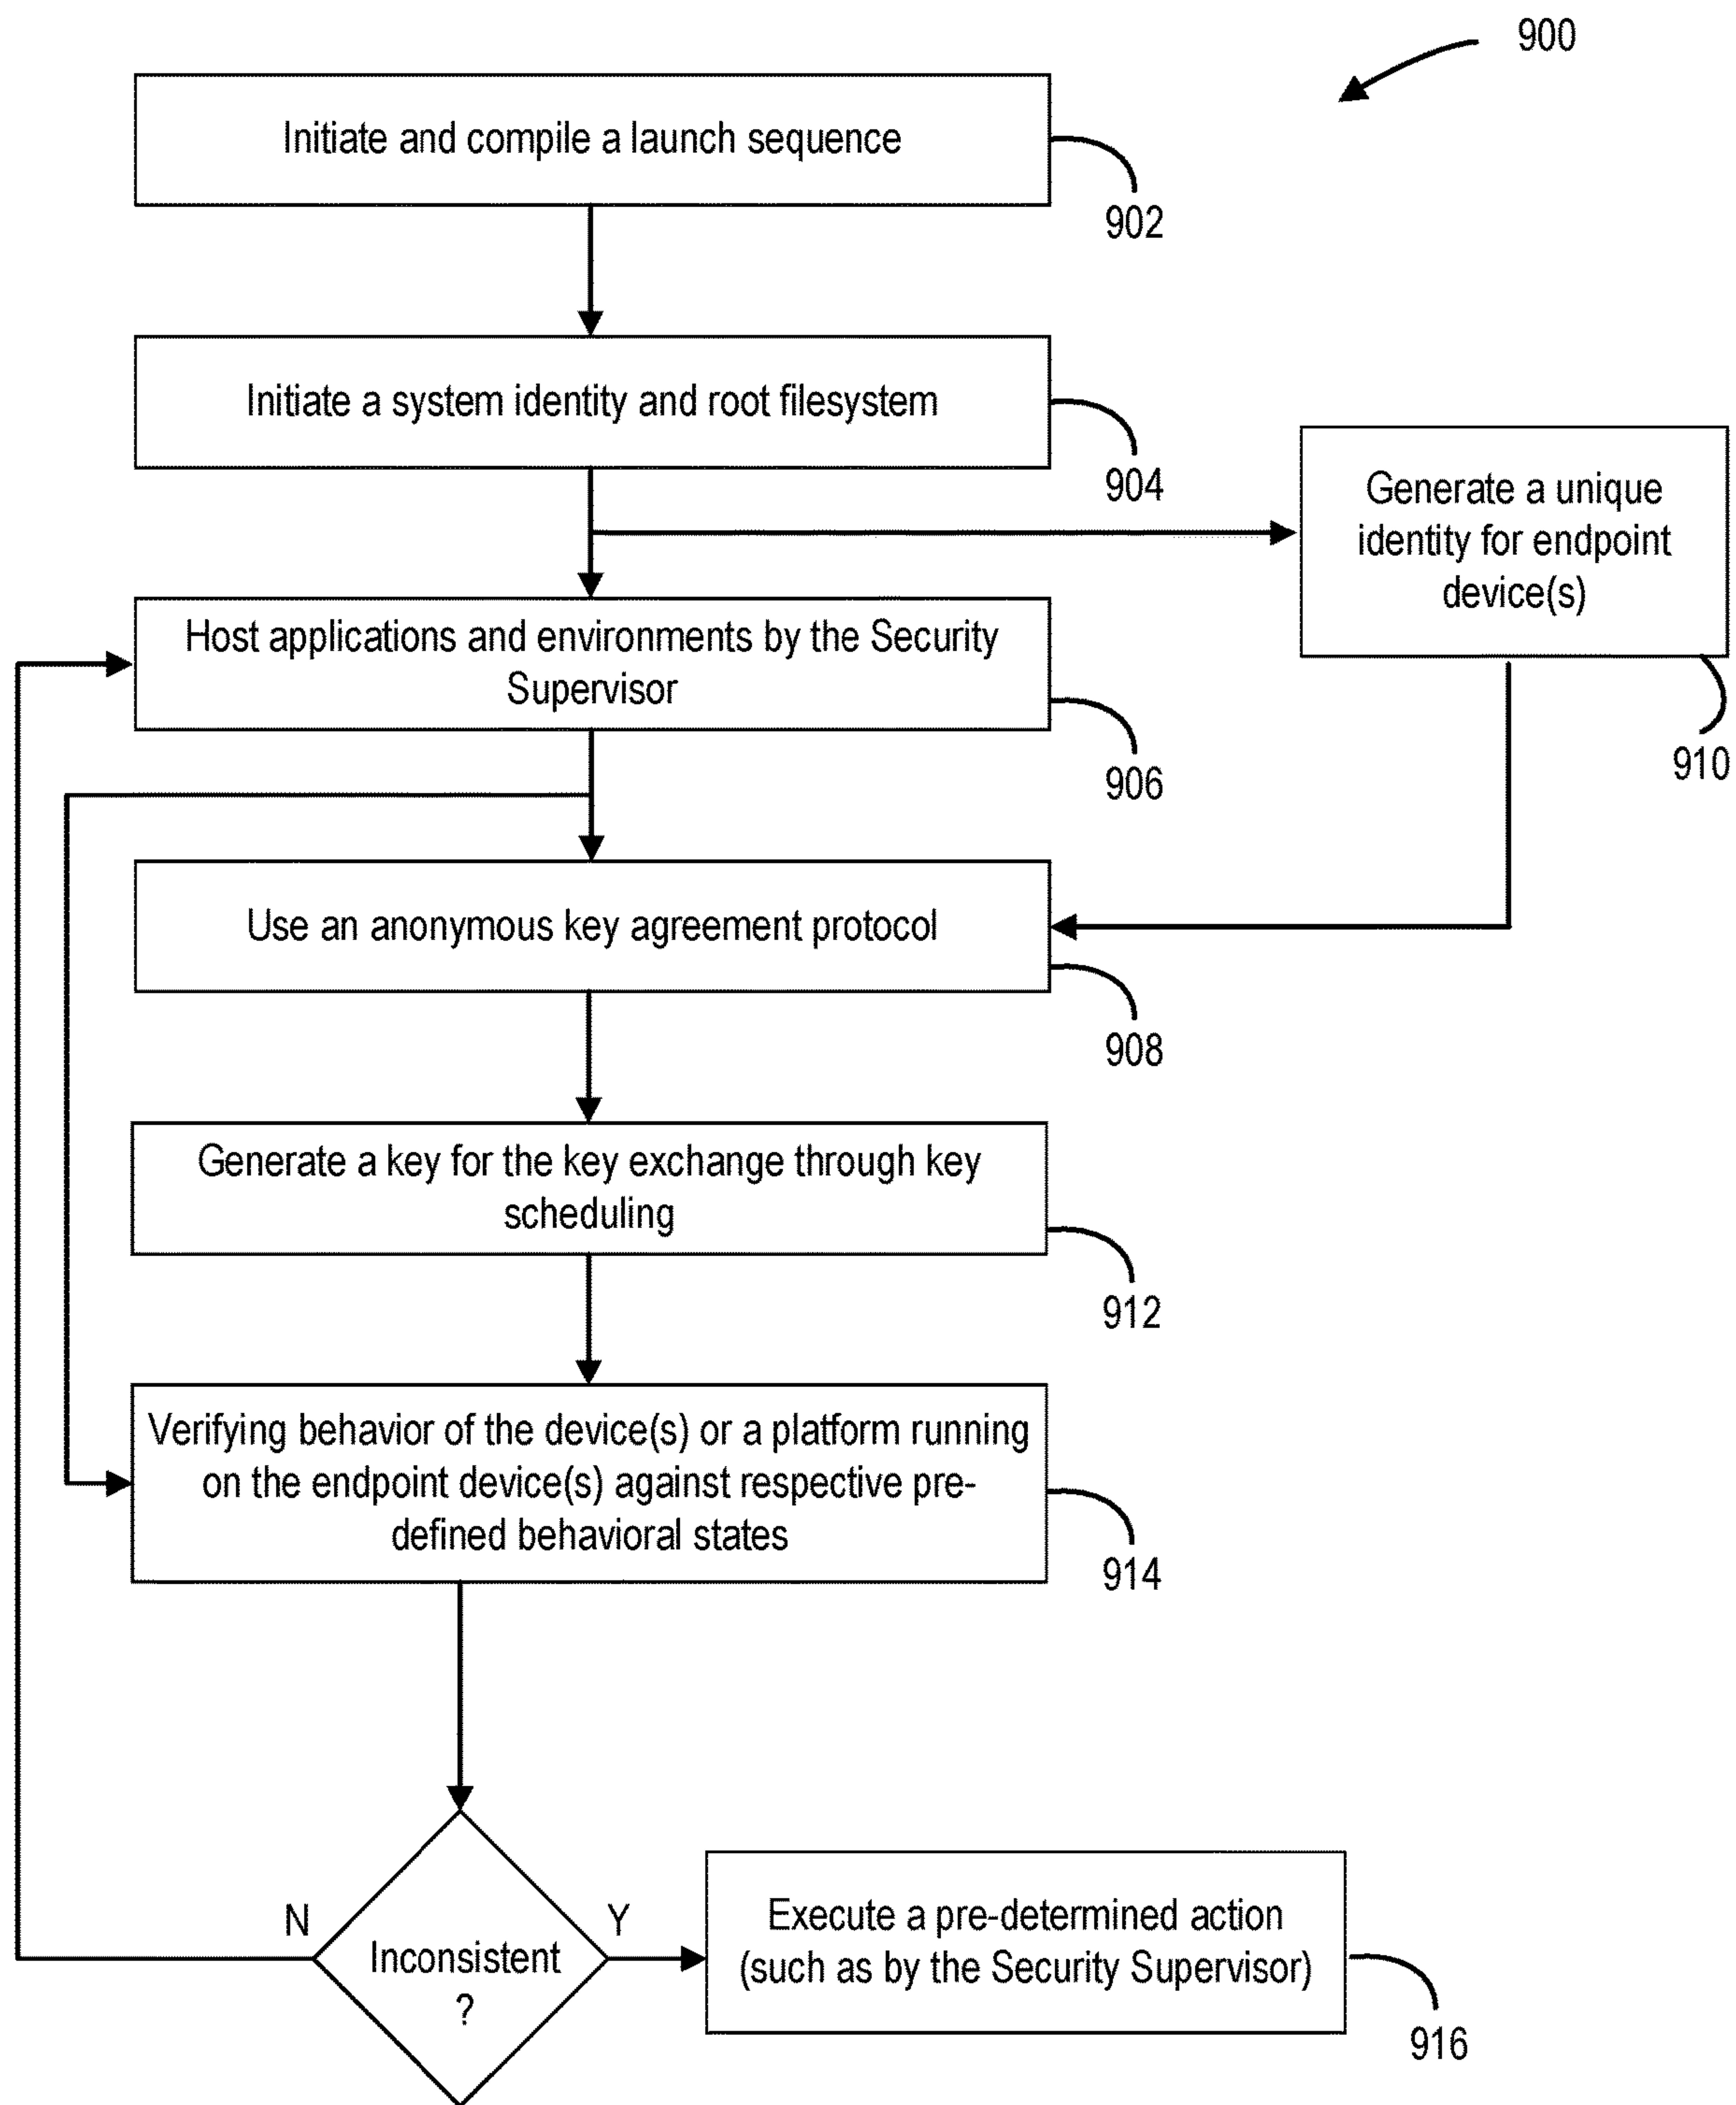 900
Initiate and compile a launch sequence
902
Initiate a system identity and root filesystem
904
Generate a unique
identity for endpoint
device(s)
910
Host applications and environments by the Security
Supervisor
906
Use an anonymous key agreement protocol
908
Generate a key for the key exchange through key
scheduling
912
Verifying behavior of the device(s) or a platform running
on the endpoint device(s) against respective pre-
defined behavioral states
914
N
Y
Inconsistent
?
Execute a pre-determined action
(such as by the Security Supervisor)
916